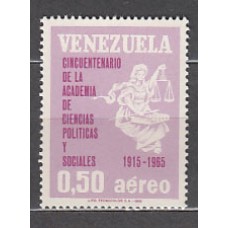 VENEZUELA
CINCUENTENARIO
DE LA
ACADEMIA
DE
CIENCIAS
POLITICAS
Y
SOCIALES 1915-1965
0,50 aéreo